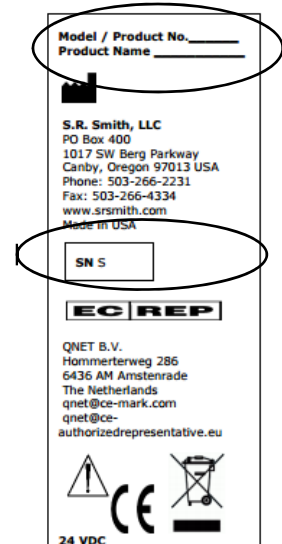 Model / Product No.______
Product Name ___________
S.R. Smith, LLC
PO Box 400
1017 SW Berg Parkway
Canby, Oregon 97013 USA
Phone: 503-266-2231
Fax: 503-266-4334
www.srsmith.com
Made in USA
SN S
EC REP
QNET B.V.
Hommerterweg 286
6436 AM Amstenrade
The Netherlands
qnet@ce-mark.com
qnet@ce-
authorizedrepresentative.eu
CE
24 VDC